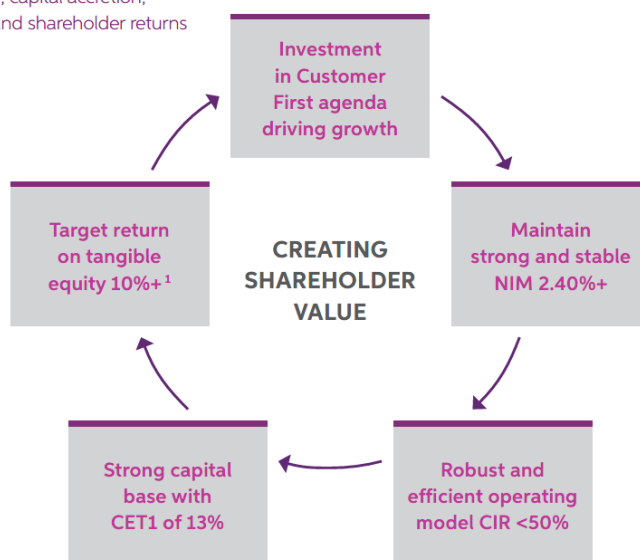 , capital accretion,
nd shareholder returns
Investment
in Customer
First agenda
driving growth
Target return
on tangible
equity 10%+ 1
CREATING
SHAREHOLDER
VALUE
Maintain
strong and stable
NIM 2.40%+
Strong capital
base with
CET1 of 13%
Robust and
efficient operating
model CIR <50%